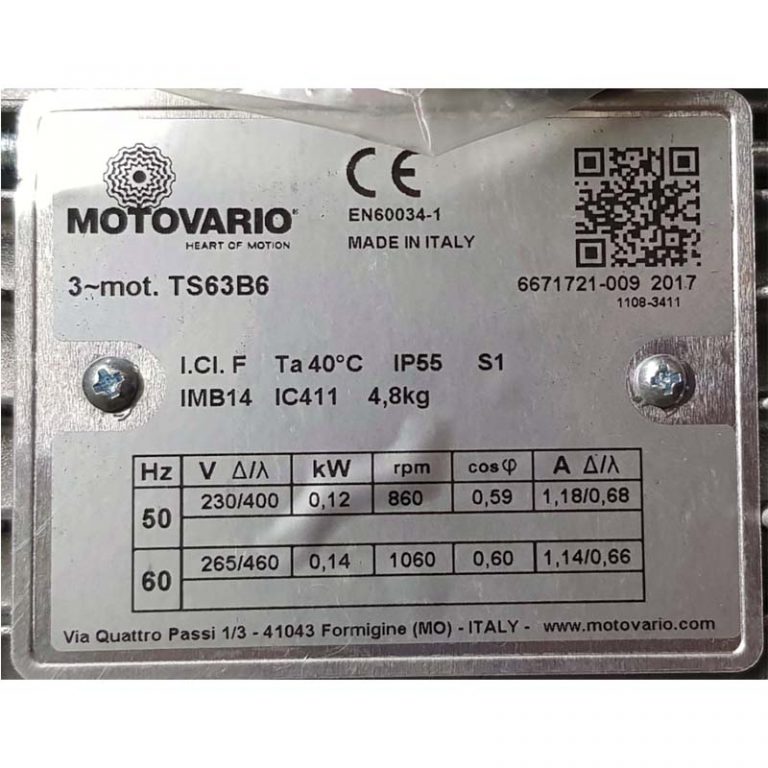 MOTOVARIO®
HEART OF MOTION
CE
EN60034-1
MADE IN ITALY
3~mot. TS63B6
6671721-009 2017
1108-3411
I.Cl. F Ta 40°C IP55 S1
IMB14 IC411 4,8kg
Hz V Δ/λ kW rpm cosφ A Δ/λ
50 230/400 0,12 860 0,59 1,18/0,68
60 265/460 0,14 1060 0,60 1,14/0,66
Via Quattro Passi 1/3 - 41043 Formigine (MO) - ITALY - www.motovario.com